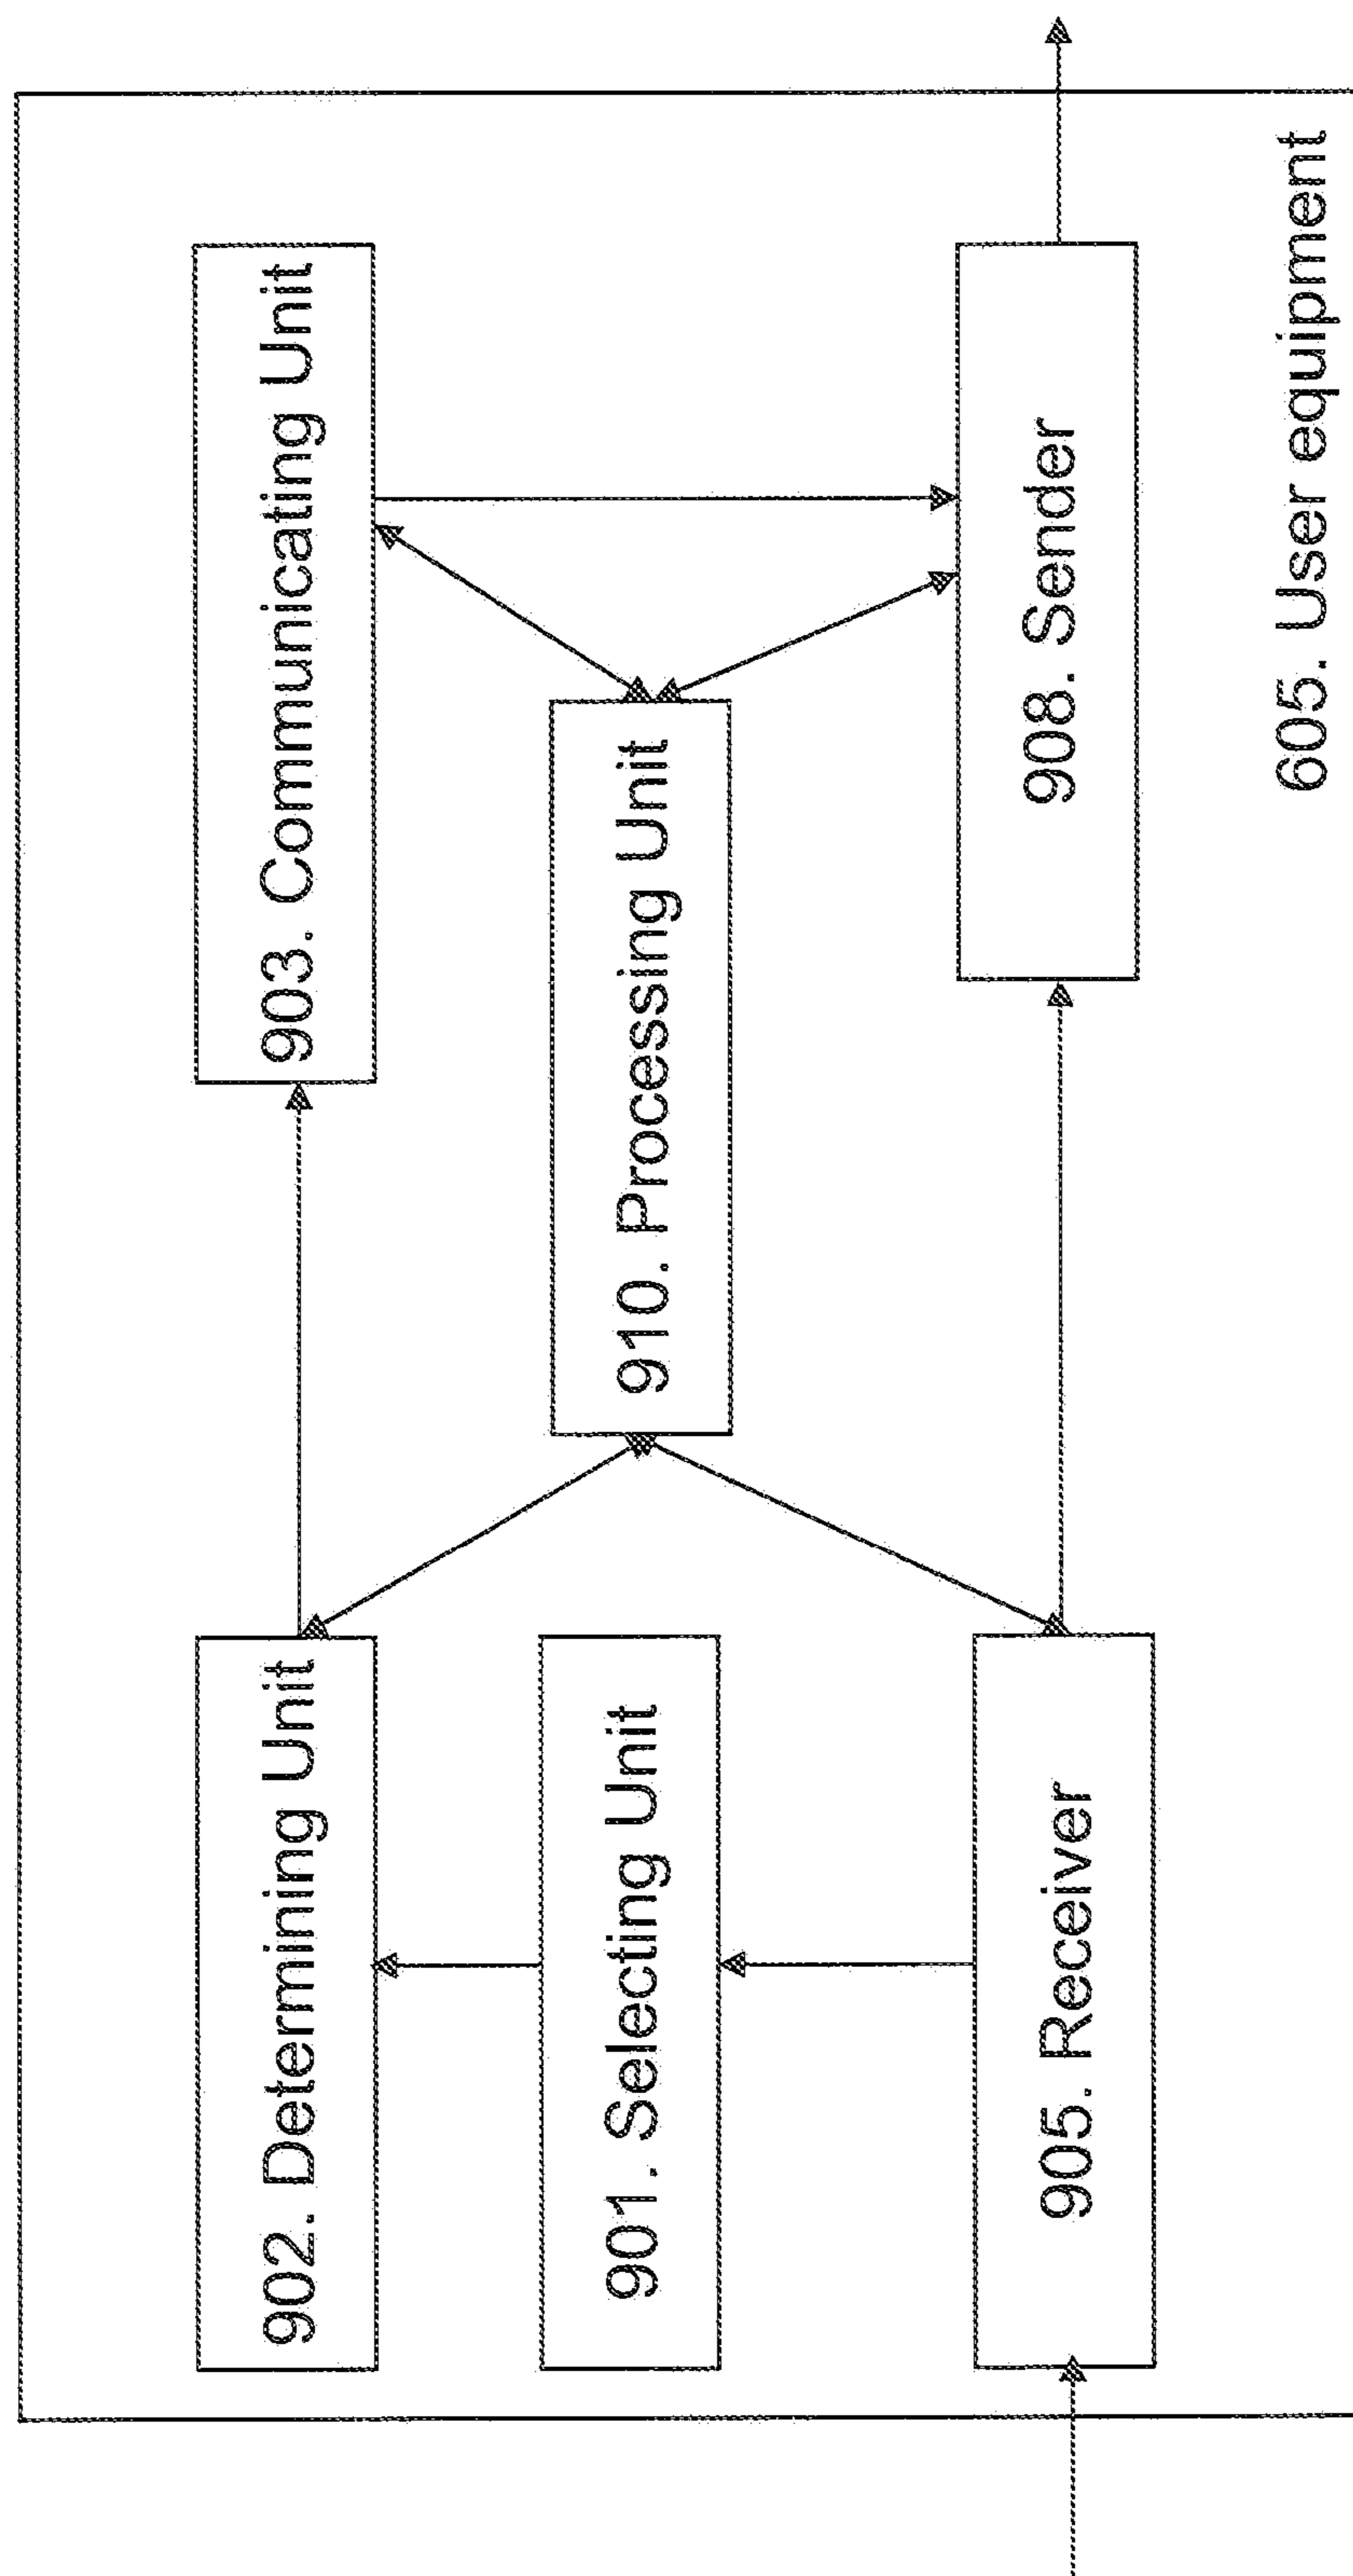 902. Determining Unit
903. Communicating Unit
901. Selecting Unit
910. Processing Unit
905. Receiver
908. Sender
605. User equipment